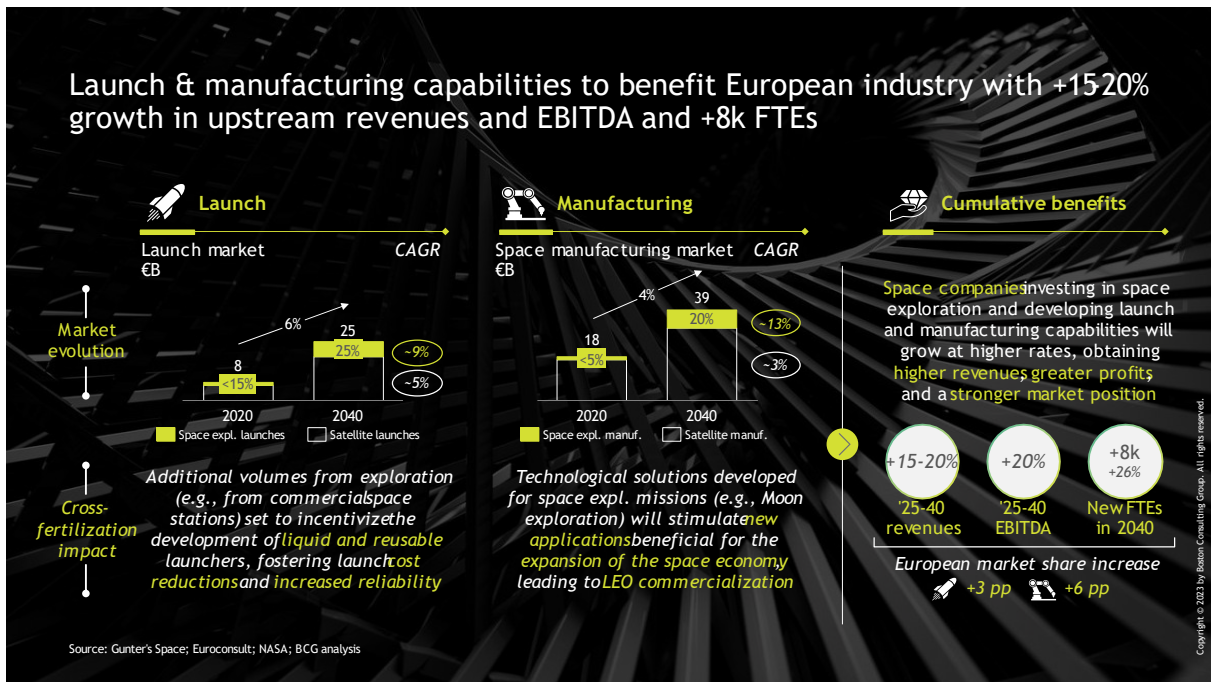 Launch & manufacturing capabilities to benefit European industry with +15-20%
growth in upstream revenues and EBITDA and +8k FTEs
Launch
Launch market
€B
CAGR
6%
8
<15%
25
25%
~9%
~5%
2020
2040
Space expl. launches
Satellite launches
Manufacturing
Space manufacturing market
€B
CAGR
4%
18
<5%
39
20%
~13%
~3%
2020
2040
Space expl. manuf.
Satellite manuf.
Market
evolution
Cross-
fertilization
impact
Additional volumes from exploration
(e.g., from commercial space
stations) set to incentivize the
development of liquid and reusable
launchers, fostering launch cost
reductions and increased reliability
Technological solutions developed
for space expl. missions (e.g., Moon
exploration) will stimulate new
applications beneficial for the
expansion of the space economy,
leading to LEO commercialization
Cumulative benefits
Space companies investing in space
exploration and developing launch
and manufacturing capabilities will
grow at higher rates, obtaining
higher revenues, greater profits,
and a stronger market position
+15-20%
'25-40
revenues
+20%
'25-40
EBITDA
+8k
+26%
New FTEs
in 2040
European market share increase
+3 pp
+6 pp
Source: Gunter's Space; Euroconsult; NASA; BCG analysis
Copyright © 2023 by Boston Consulting Group. All rights reserved.